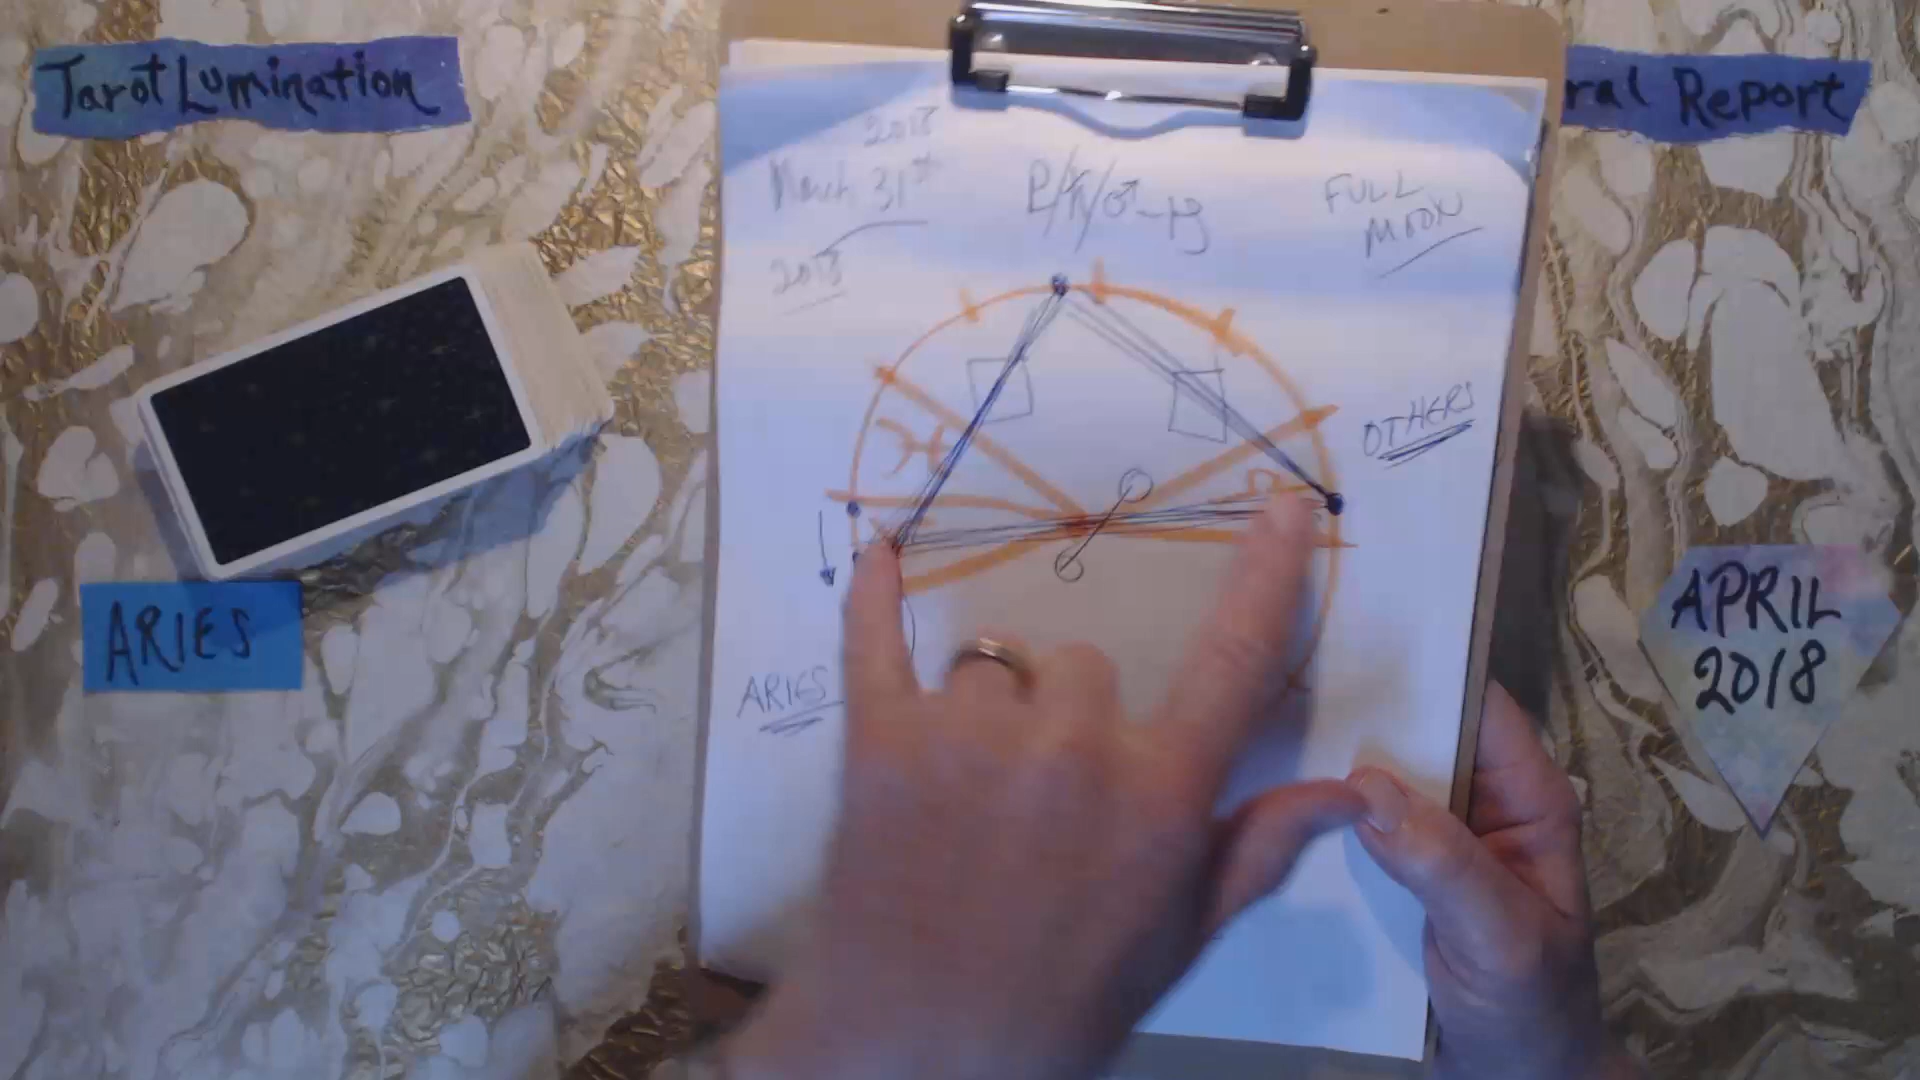 Tarot Lumination
ral Report
2018
March 31st
2018
FULL
MOON
OTHERS
ARIES
ARIES
APRIL
2018